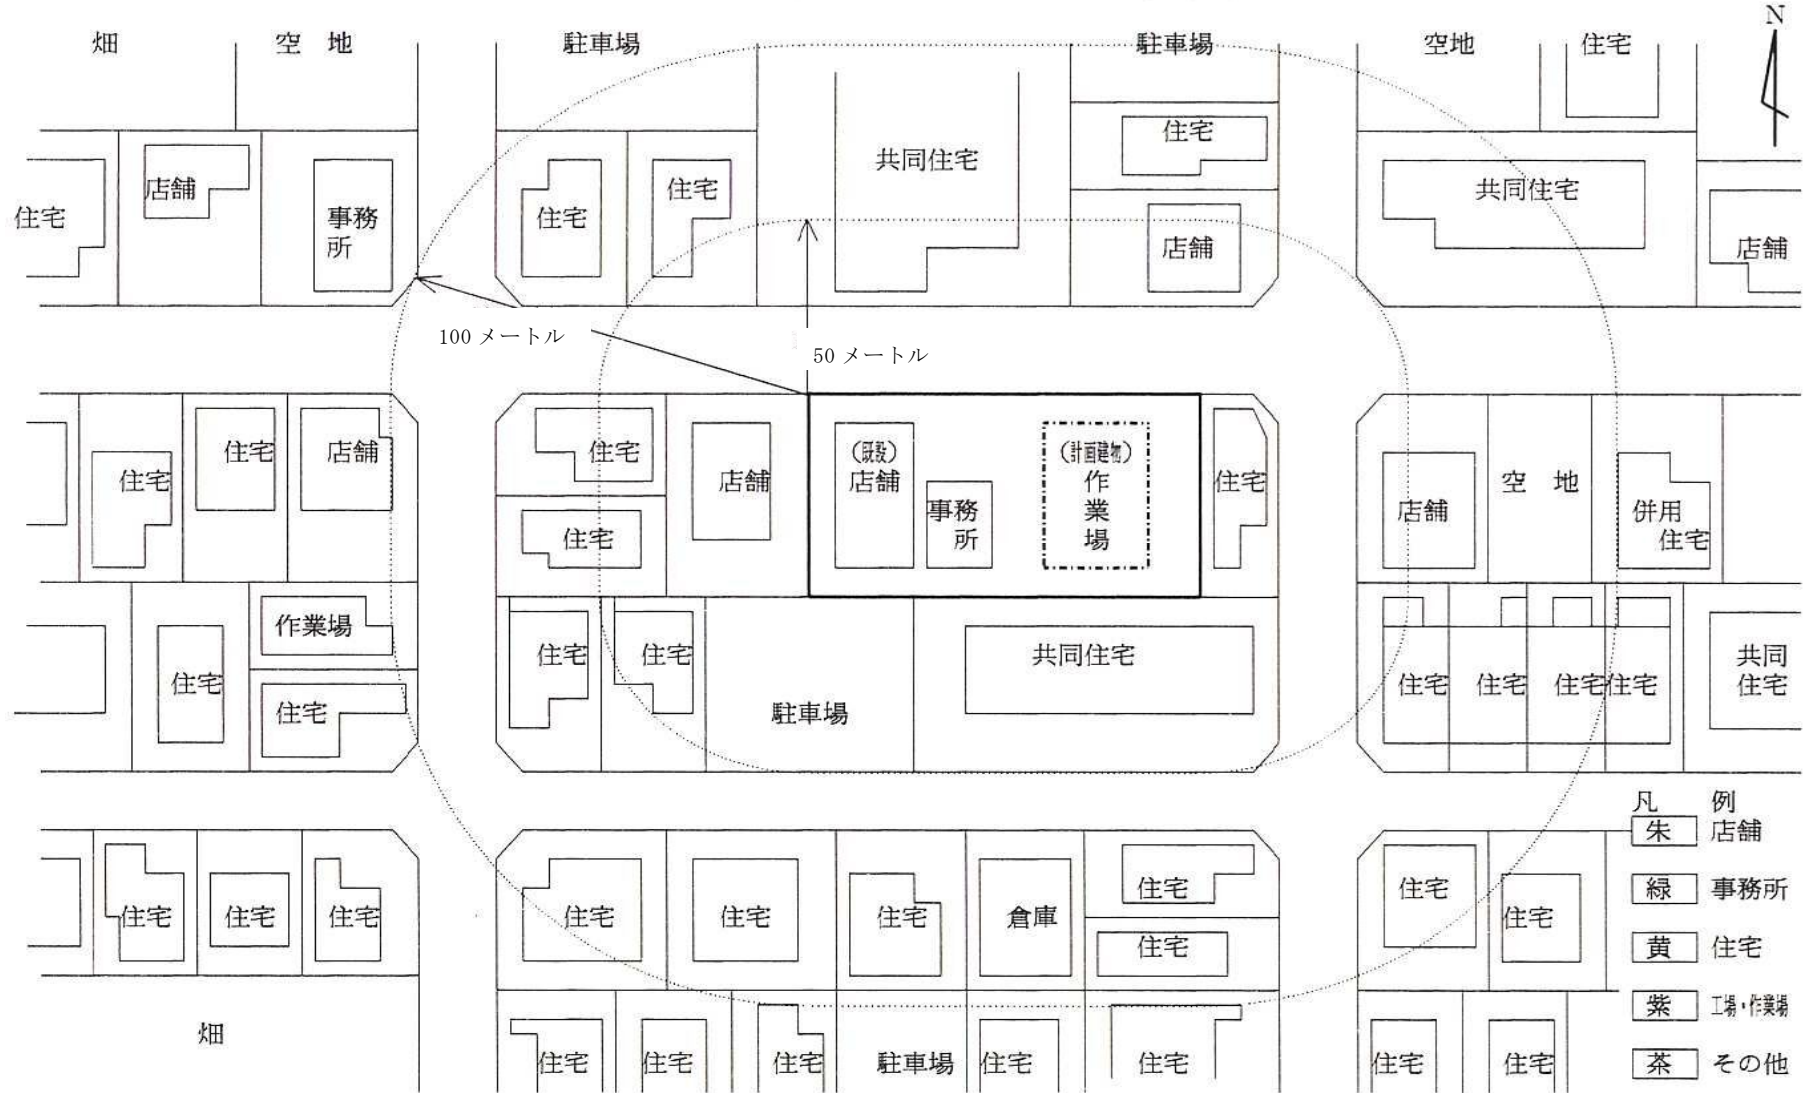 畑
空 地
駐車場
駐車場
空地
住宅
N
住宅
店舗
事務
所
住宅
住宅
共同住宅
住宅
店舗
共同住宅
店舗
100 メートル
50 メートル
住宅
住宅
店舗
住宅
住宅
店舗
(既設)
店舗
事務
所
(計画建物)
作
業
場
住宅
店舗
空 地
併用
住宅
作業場
住宅
住宅
住宅
住宅
駐車場
共同住宅
住宅
住宅
住宅
住宅
共同
住宅
住宅
住宅
住宅
住宅
住宅
住宅
倉庫
住宅
住宅
住宅
住宅
畑
住宅
住宅
住宅
駐車場
住宅
住宅
住宅
住宅
凡 例
朱 店舗
緑 事務所
黄 住宅
紫 工場・作業場
茶 その他